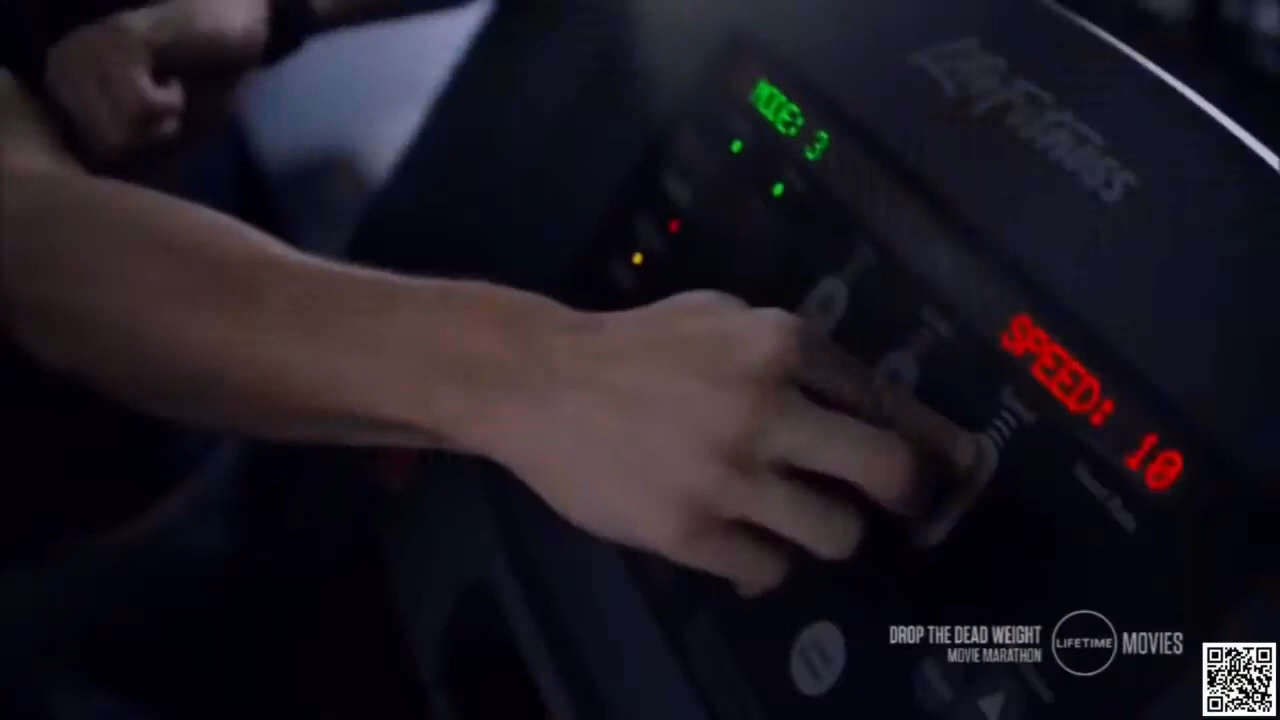 MODE: 3
SPEED: 10
DROP THE DEAD WEIGHT
MOVIE MARATHON
LIFETIME
MOVIES